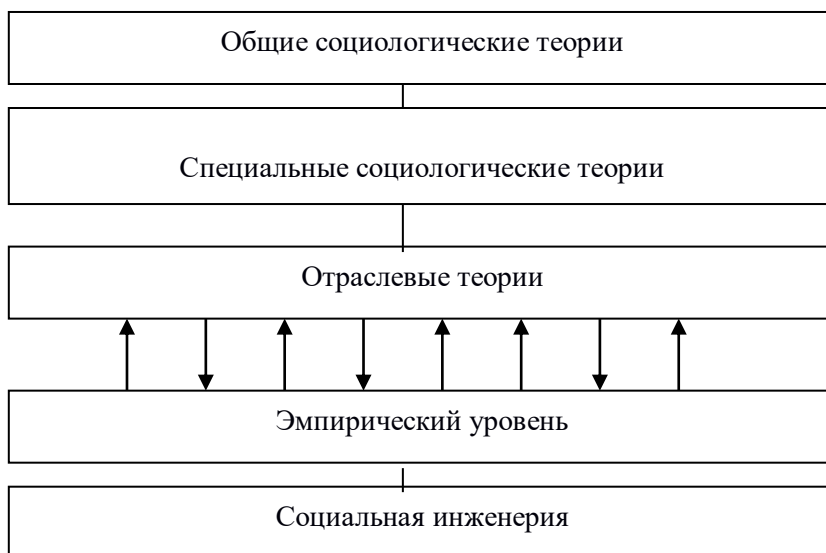 Общие социологические теории
Специальные социологические теории
Отраслевые теории
Эмпирический уровень
Социальная инженерия